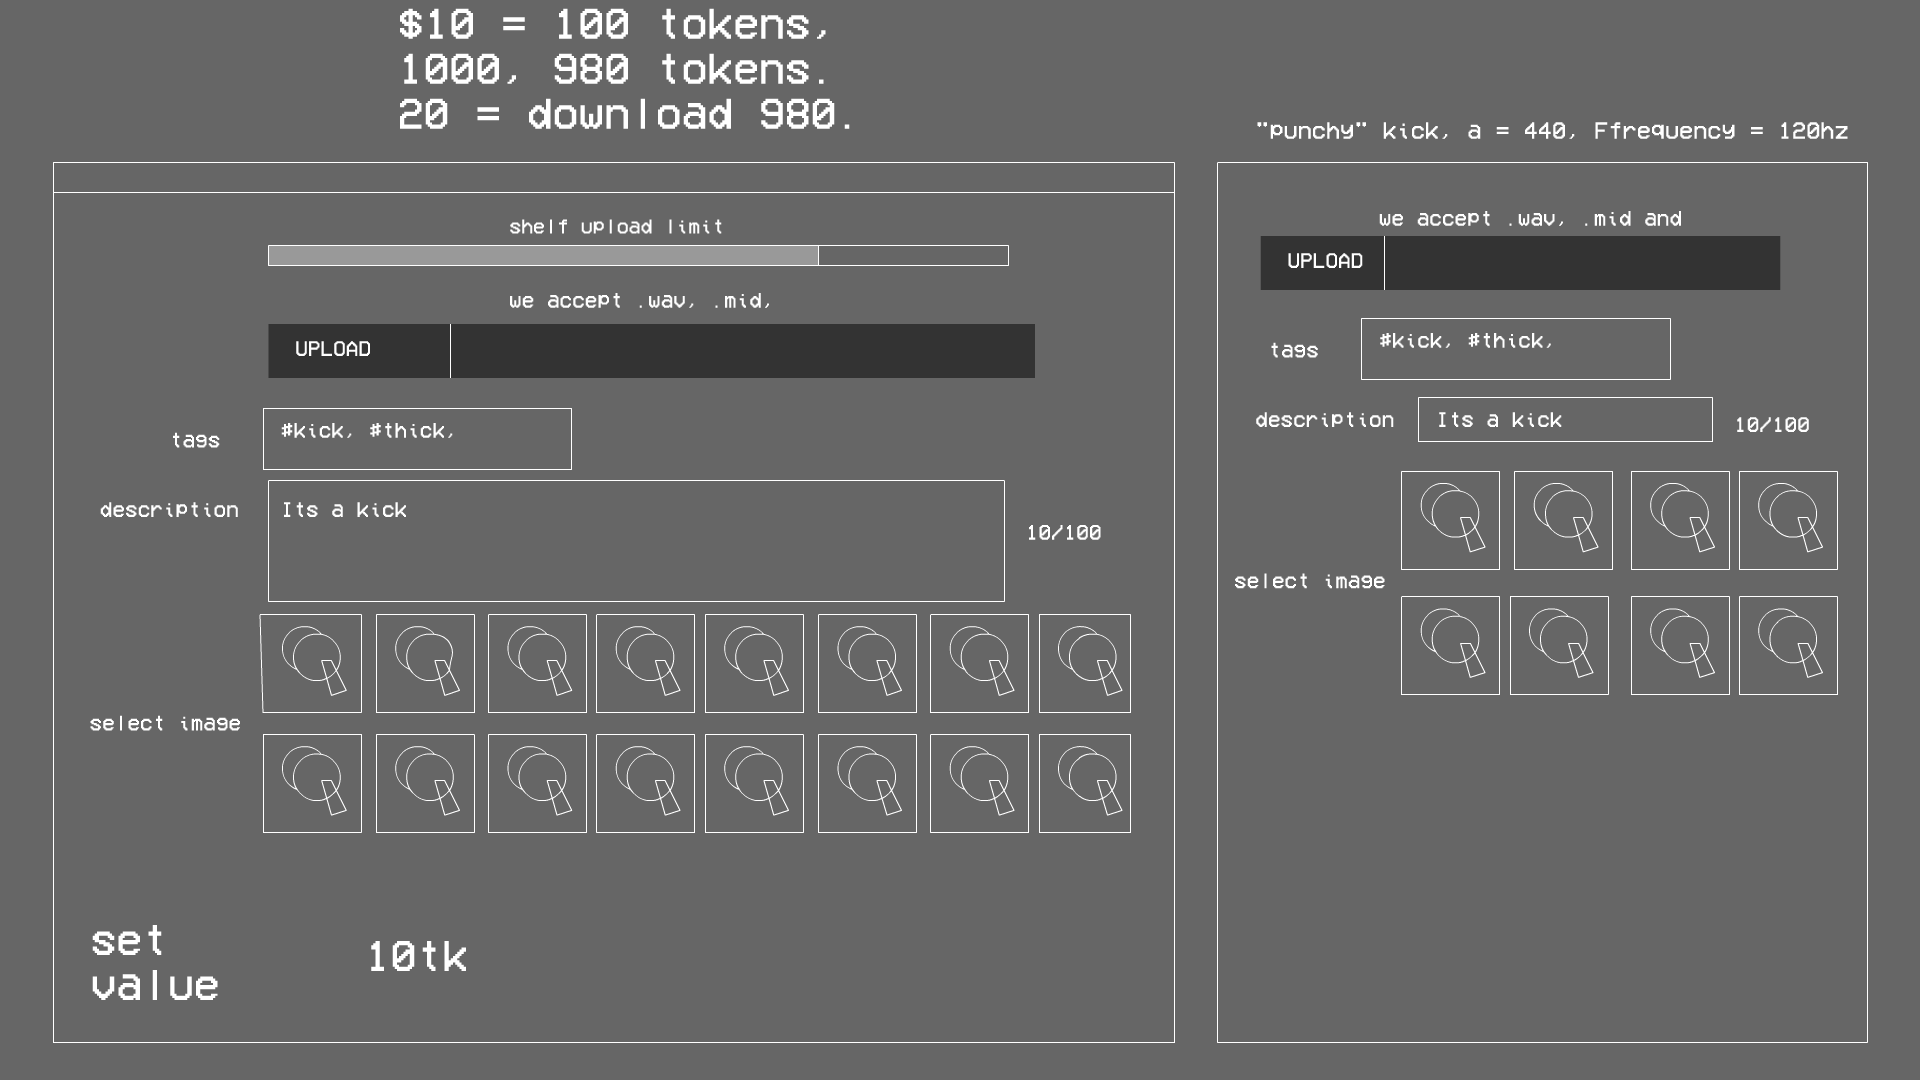 $10 = 100 tokens,
1000, 980 tokens.
20 = download 980.
"punchy" kick, a = 440, Ffrequency = 120hz
shelf upload limit
we accept .wav, .mid,
UPLOAD
tags
#kick, #thick,
description
Its a kick
10/100
select image
set
value
10tk
we accept .wav, .mid and
UPLOAD
tags
#kick, #thick,
description
Its a kick
10/100
select image